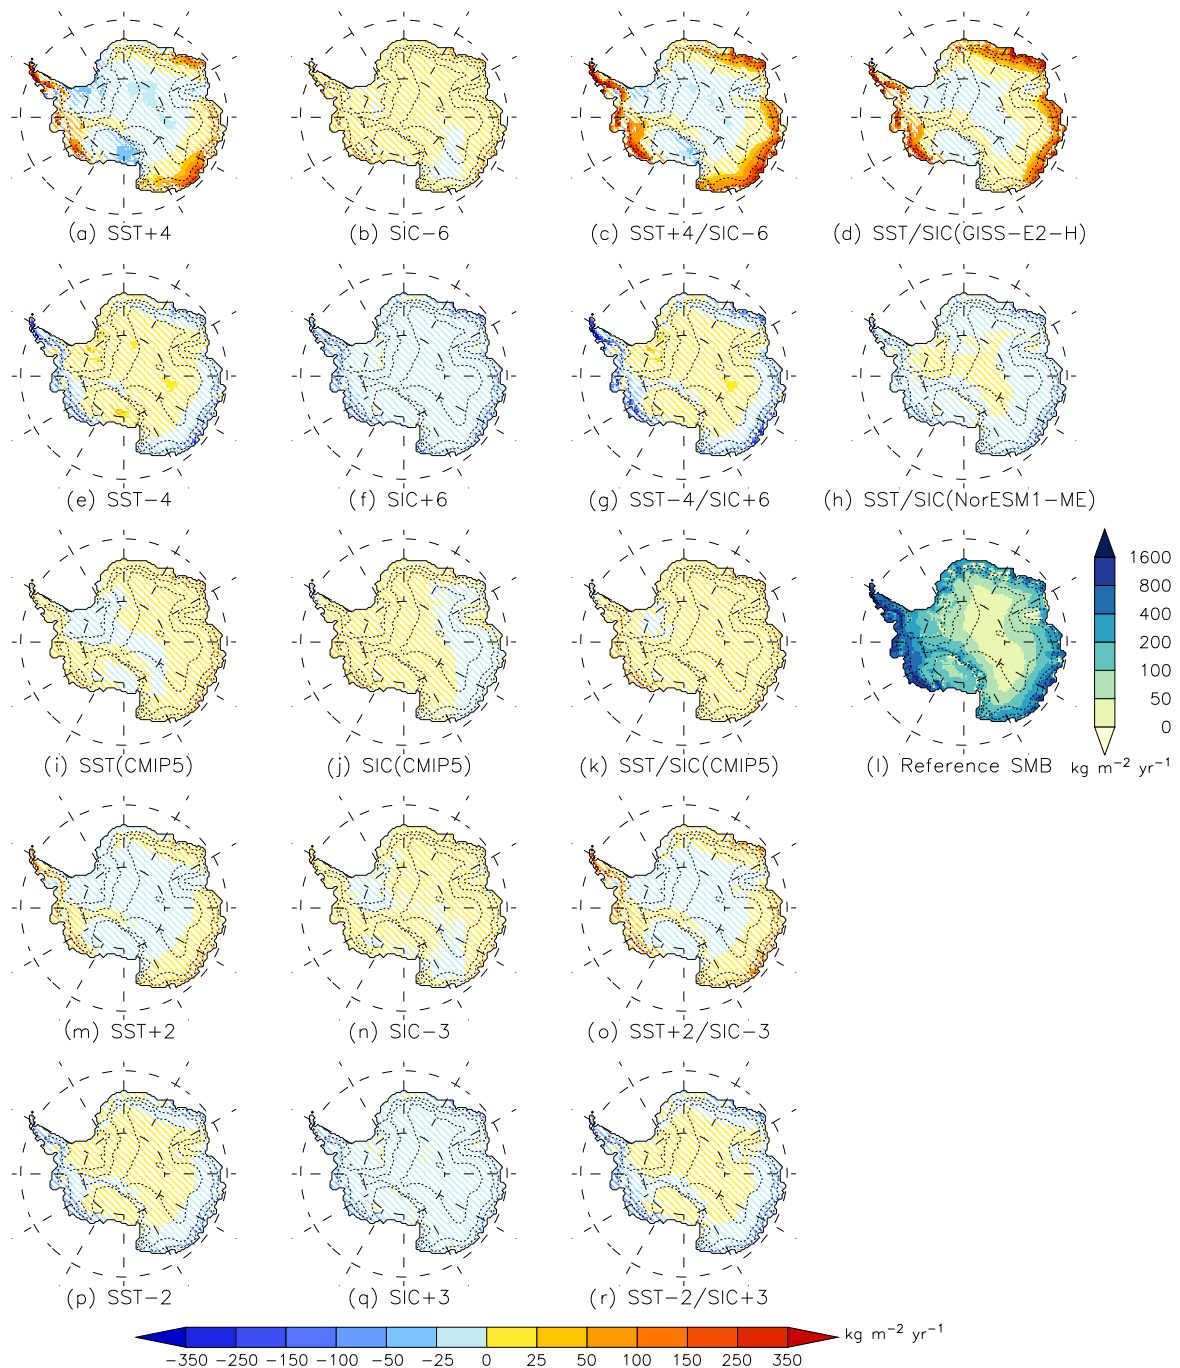 (a) SST+4
(b) SIC−6
(c) SST+4/SIC−6
(d) SST/SIC(GISS−E2−H)
(e) SST−4
(f) SIC+6
(g) SST−4/SIC+6
(h) SST/SIC(NorESM1−ME)
(i) SST(CMIP5)
(j) SIC(CMIP5)
(k) SST/SIC(CMIP5)
(l) Reference SMB
1600
800
400
200
100
50
0
kg m−2 yr−1
(m) SST+2
(n) SIC−3
(o) SST+2/SIC−3
(p) SST−2
(q) SIC+3
(r) SST−2/SIC+3
kg m−2 yr−1
−350 −250 −150 −100 −50 −25 0 25 50 100 150 250 350